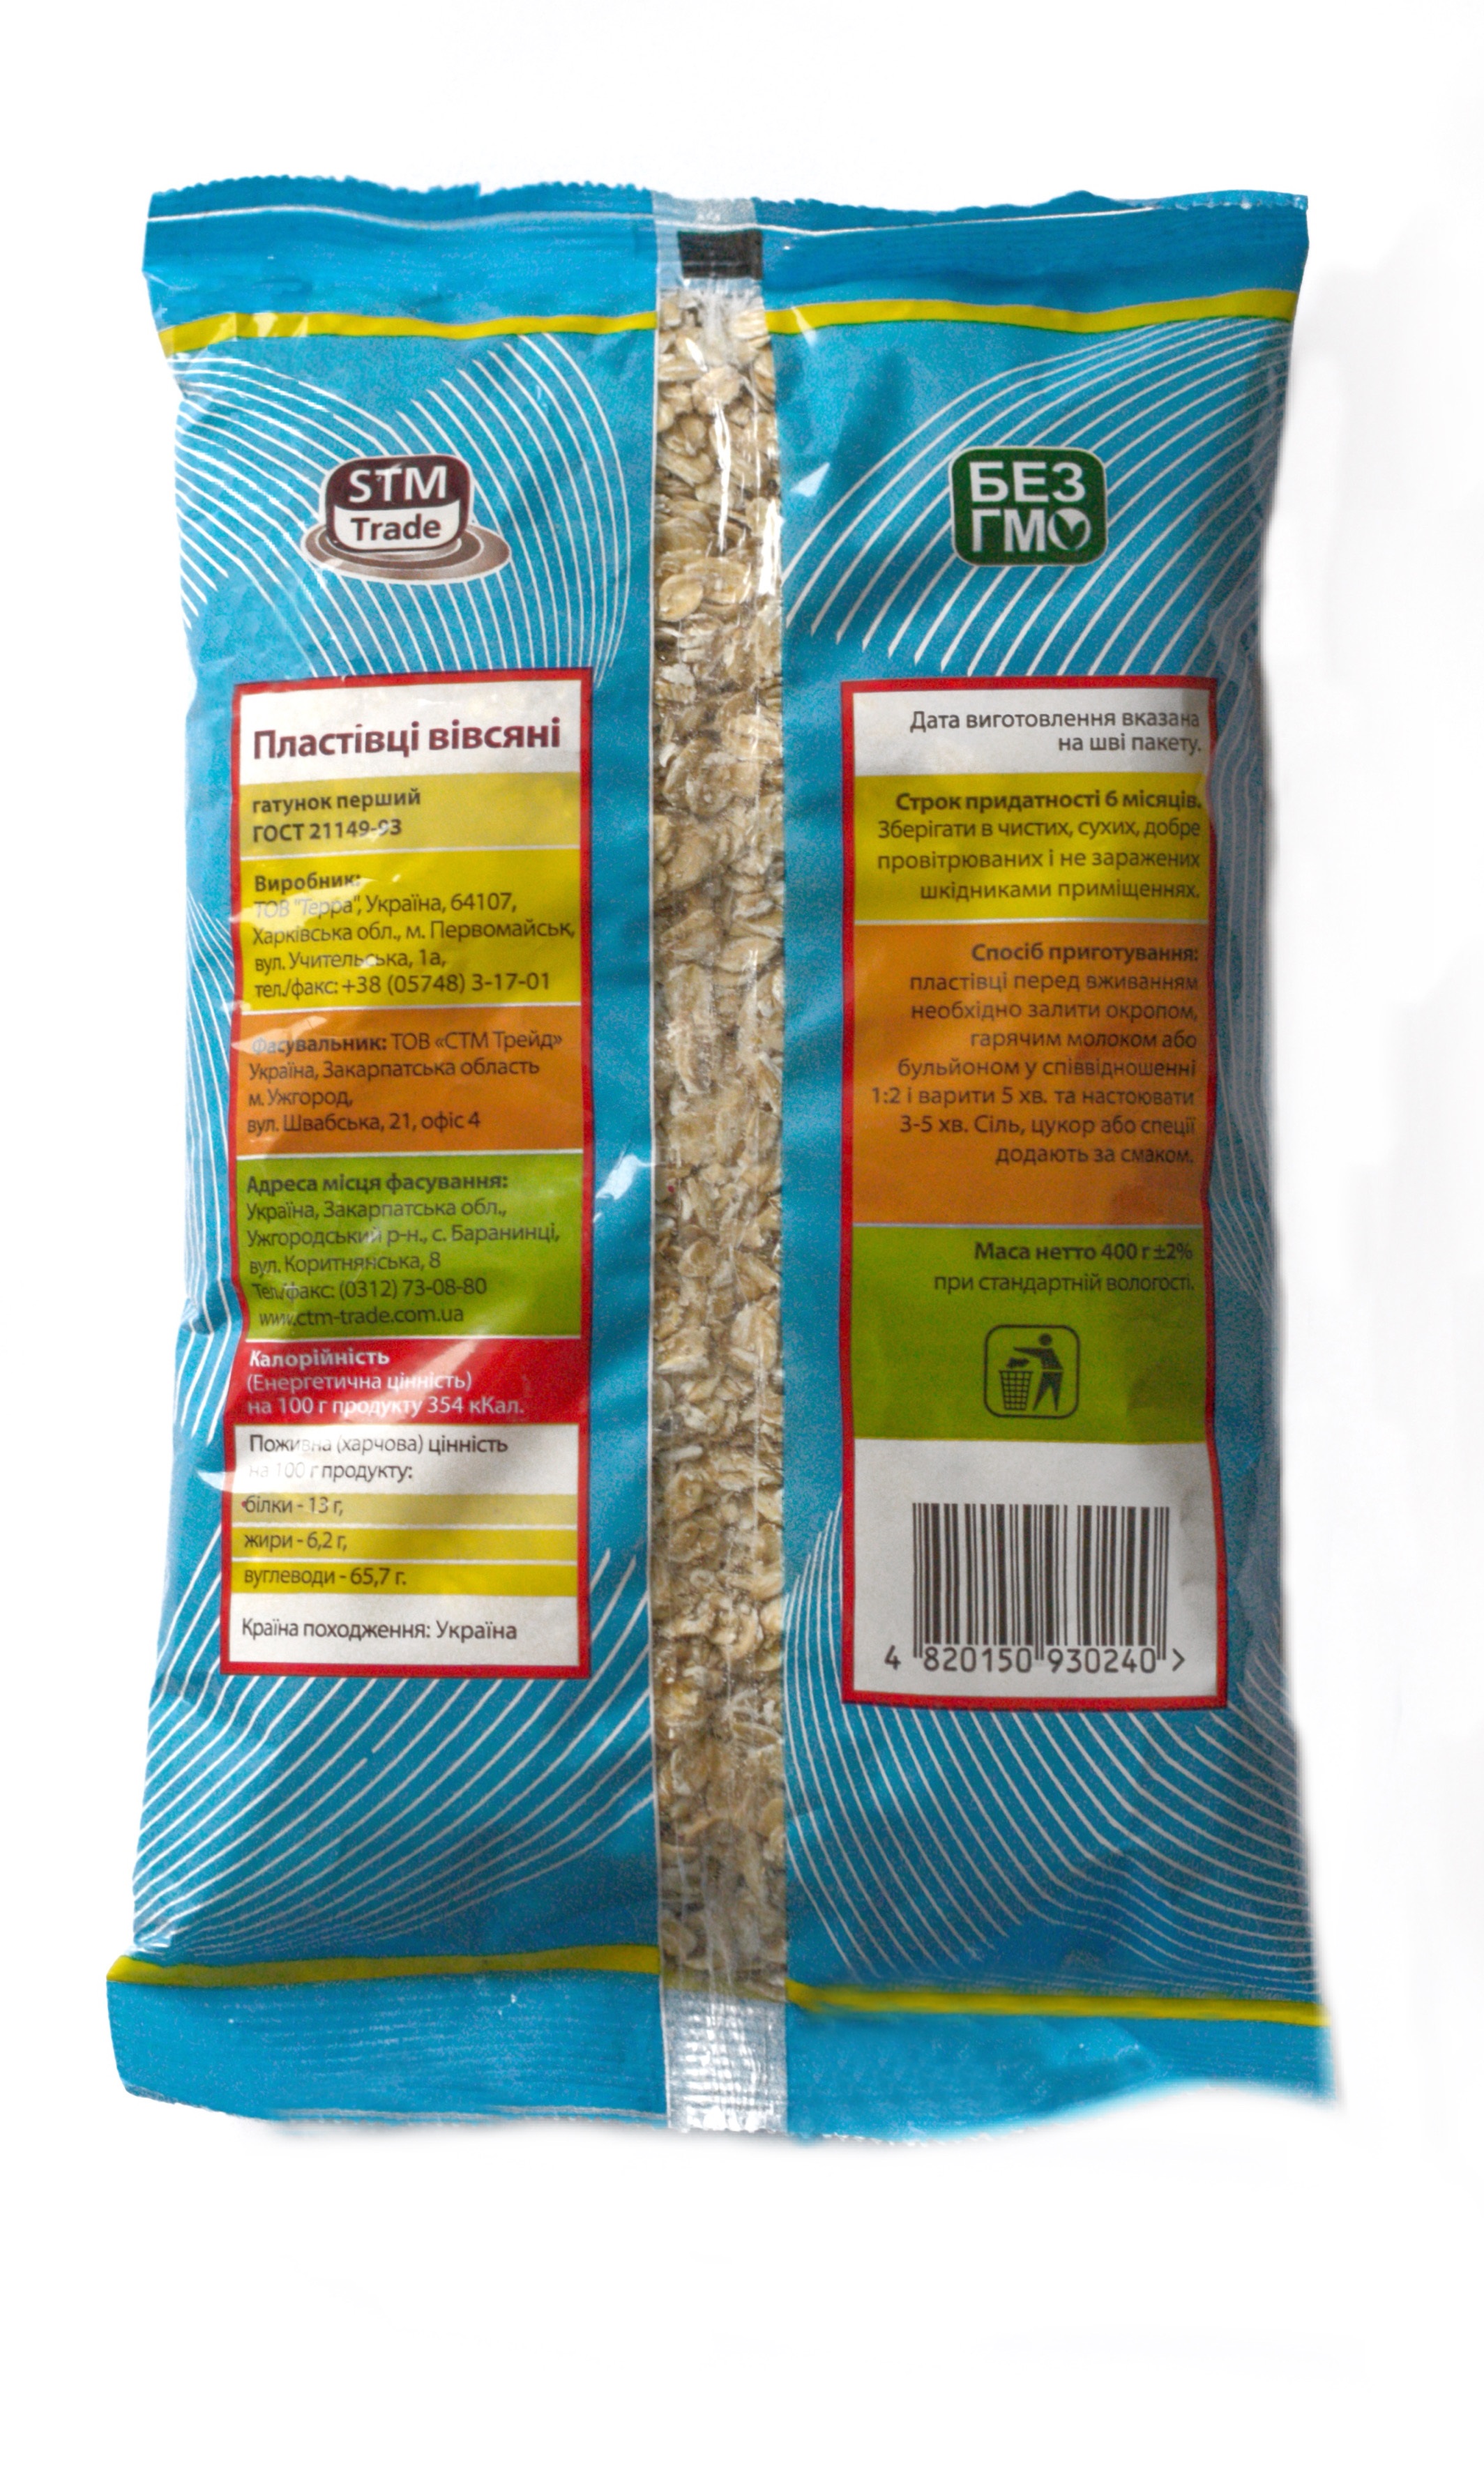 STM
Trade
Пластівці вівсяні
гатунок перший
ГОСТ 21149-93
Виробник:
ТОВ "Терра", Україна, 64107,
Харківська обл., м. Первомайськ,
вул. Учительська, 1а,
тел./факс: +38 (05748) 3-17-01
Фасувальник: ТОВ «СТМ Трейд»
Україна, Закарпатська область
м. Ужгород,
вул. Швабська, 21, офіс 4
Адреса місця фасування:
Україна, Закарпатська обл.,
Ужгородський р-н., с. Баранинці,
вул. Коритнянська, 8
Тел/факс: (0312) 73-08-80
www.ctm-trade.com.ua
Калорійність
(Енергетична цінність)
на 100 г продукту 354 кКал.
Поживна (харчова) цінність
на 100 г продукту:
білки - 13 г,
жири - 6,2 г,
вуглеводи - 65,7 г.
Країна походження: Україна
БЕЗ
ГМО
Дата виготовлення вказана
на шві пакету.
Строк придатності 6 місяців.
Зберігати в чистих, сухих, добре
провітрюваних і не заражених
шкідниками приміщеннях.
Спосіб приготування:
пластівці перед вживанням
необхідно залити окропом,
гарячим молоком або
бульйоном у співвідношенні
1:2 і варити 5 хв. та настоювати
3-5 хв. Сіль, цукор або спеції
додають за смаком.
Маса нетто 400 г ±2%
при стандартній вологості.
4 820150 930240 >